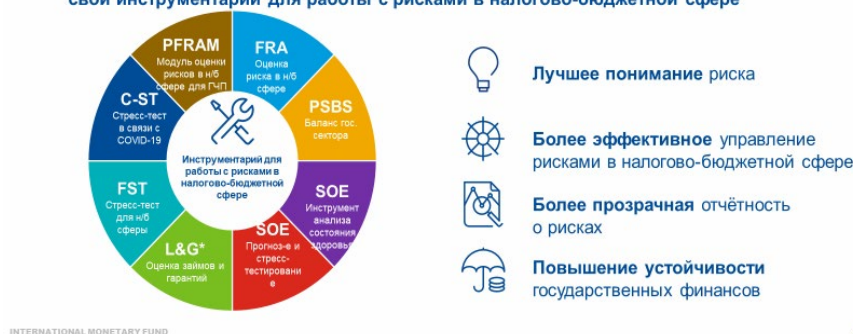 свой инструментарий для работы с рисками в налогово-бюджетной сфере
PFRAM
Модуль оценки
рисков в н/б
сфере для ГЧП
FRA
Оценка
риска в н/б
сфере
C-ST
Стресс-тест
в связи с
COVID-19
PSBS
Баланс гос.
сектора
Инструментарий для
работы с рисками в
налогово-бюджетной
сфере
FST
Стресс-тест
для н/б
сферы
SOE
Инструмент
анализа
состояния
здоровья
L&G*
Оценка займов и
гарантий
SOE
Прогноз-е и
стресс-
тестировани
е
Лучшее понимание риска
Более эффективное управление
рисками в налогово-бюджетной сфере
Более прозрачная отчётность
о рисках
Повышение устойчивости
государственных финансов
INTERNATIONAL MONETARY FUND